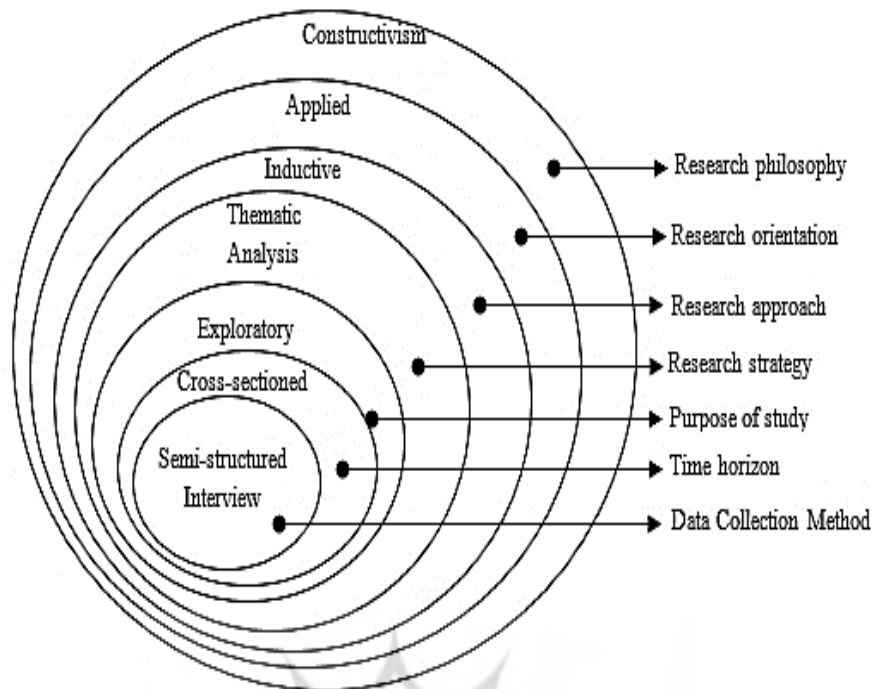 Constructivism
Applied
Inductive
Thematic
Analysis
Exploratory
Cross-sectioned
Semi-structured
Interview
Research philosophy
Research orientation
Research approach
Research strategy
Purpose of study
Time horizon
Data Collection Method